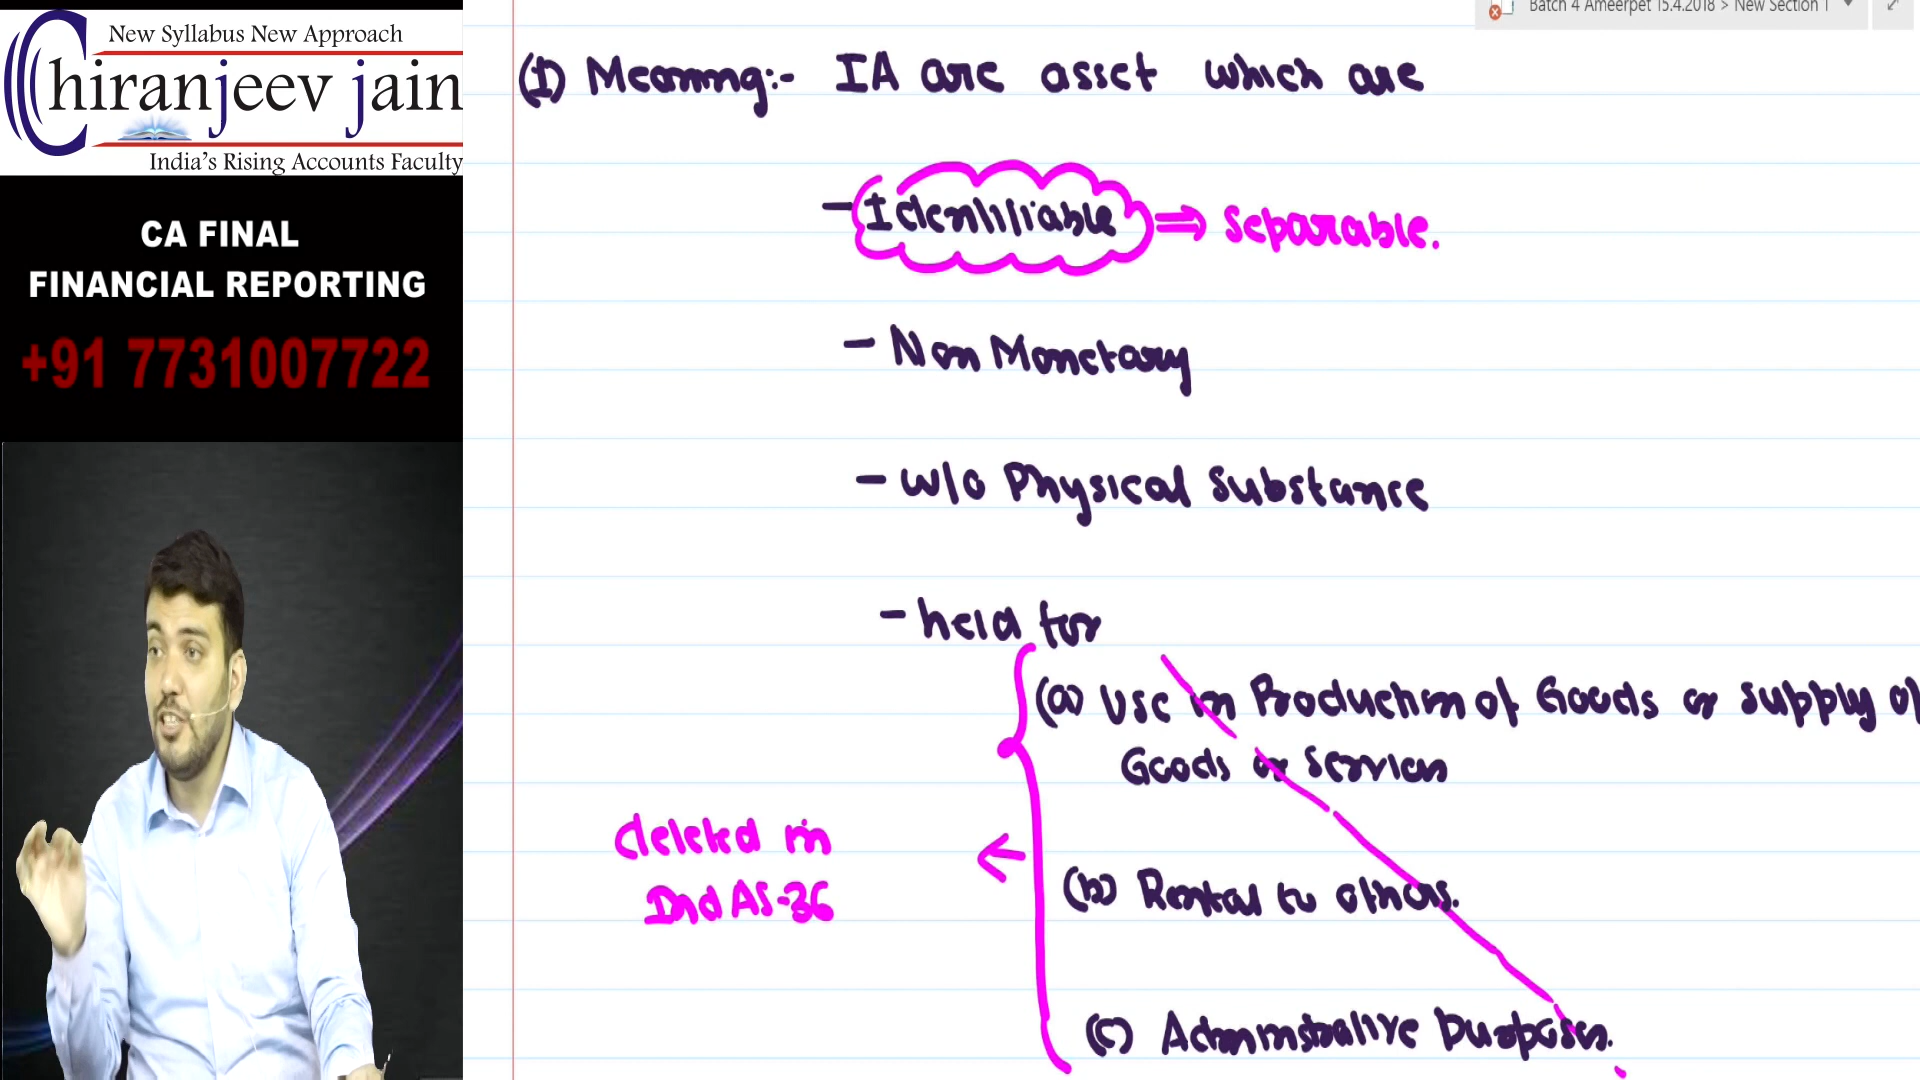 New Syllabus New Approach
Chiranjeev jain
India's Rising Accounts Faculty
CA FINAL
FINANCIAL REPORTING
+91 7731007722
Batch 4 Ameerpet 15.4.2018 > New Section 1
(1) Meaning:- IA are asset which are
- Identifiable ⇒ Separable.
- Non Monetary
- w/o Physical Substance
- held for
(a) Use in Production of Goods or Supply of
Goods or Services
(b) Rental to others.
(c) Administrative Purposes.
deleted in
Ind AS-36